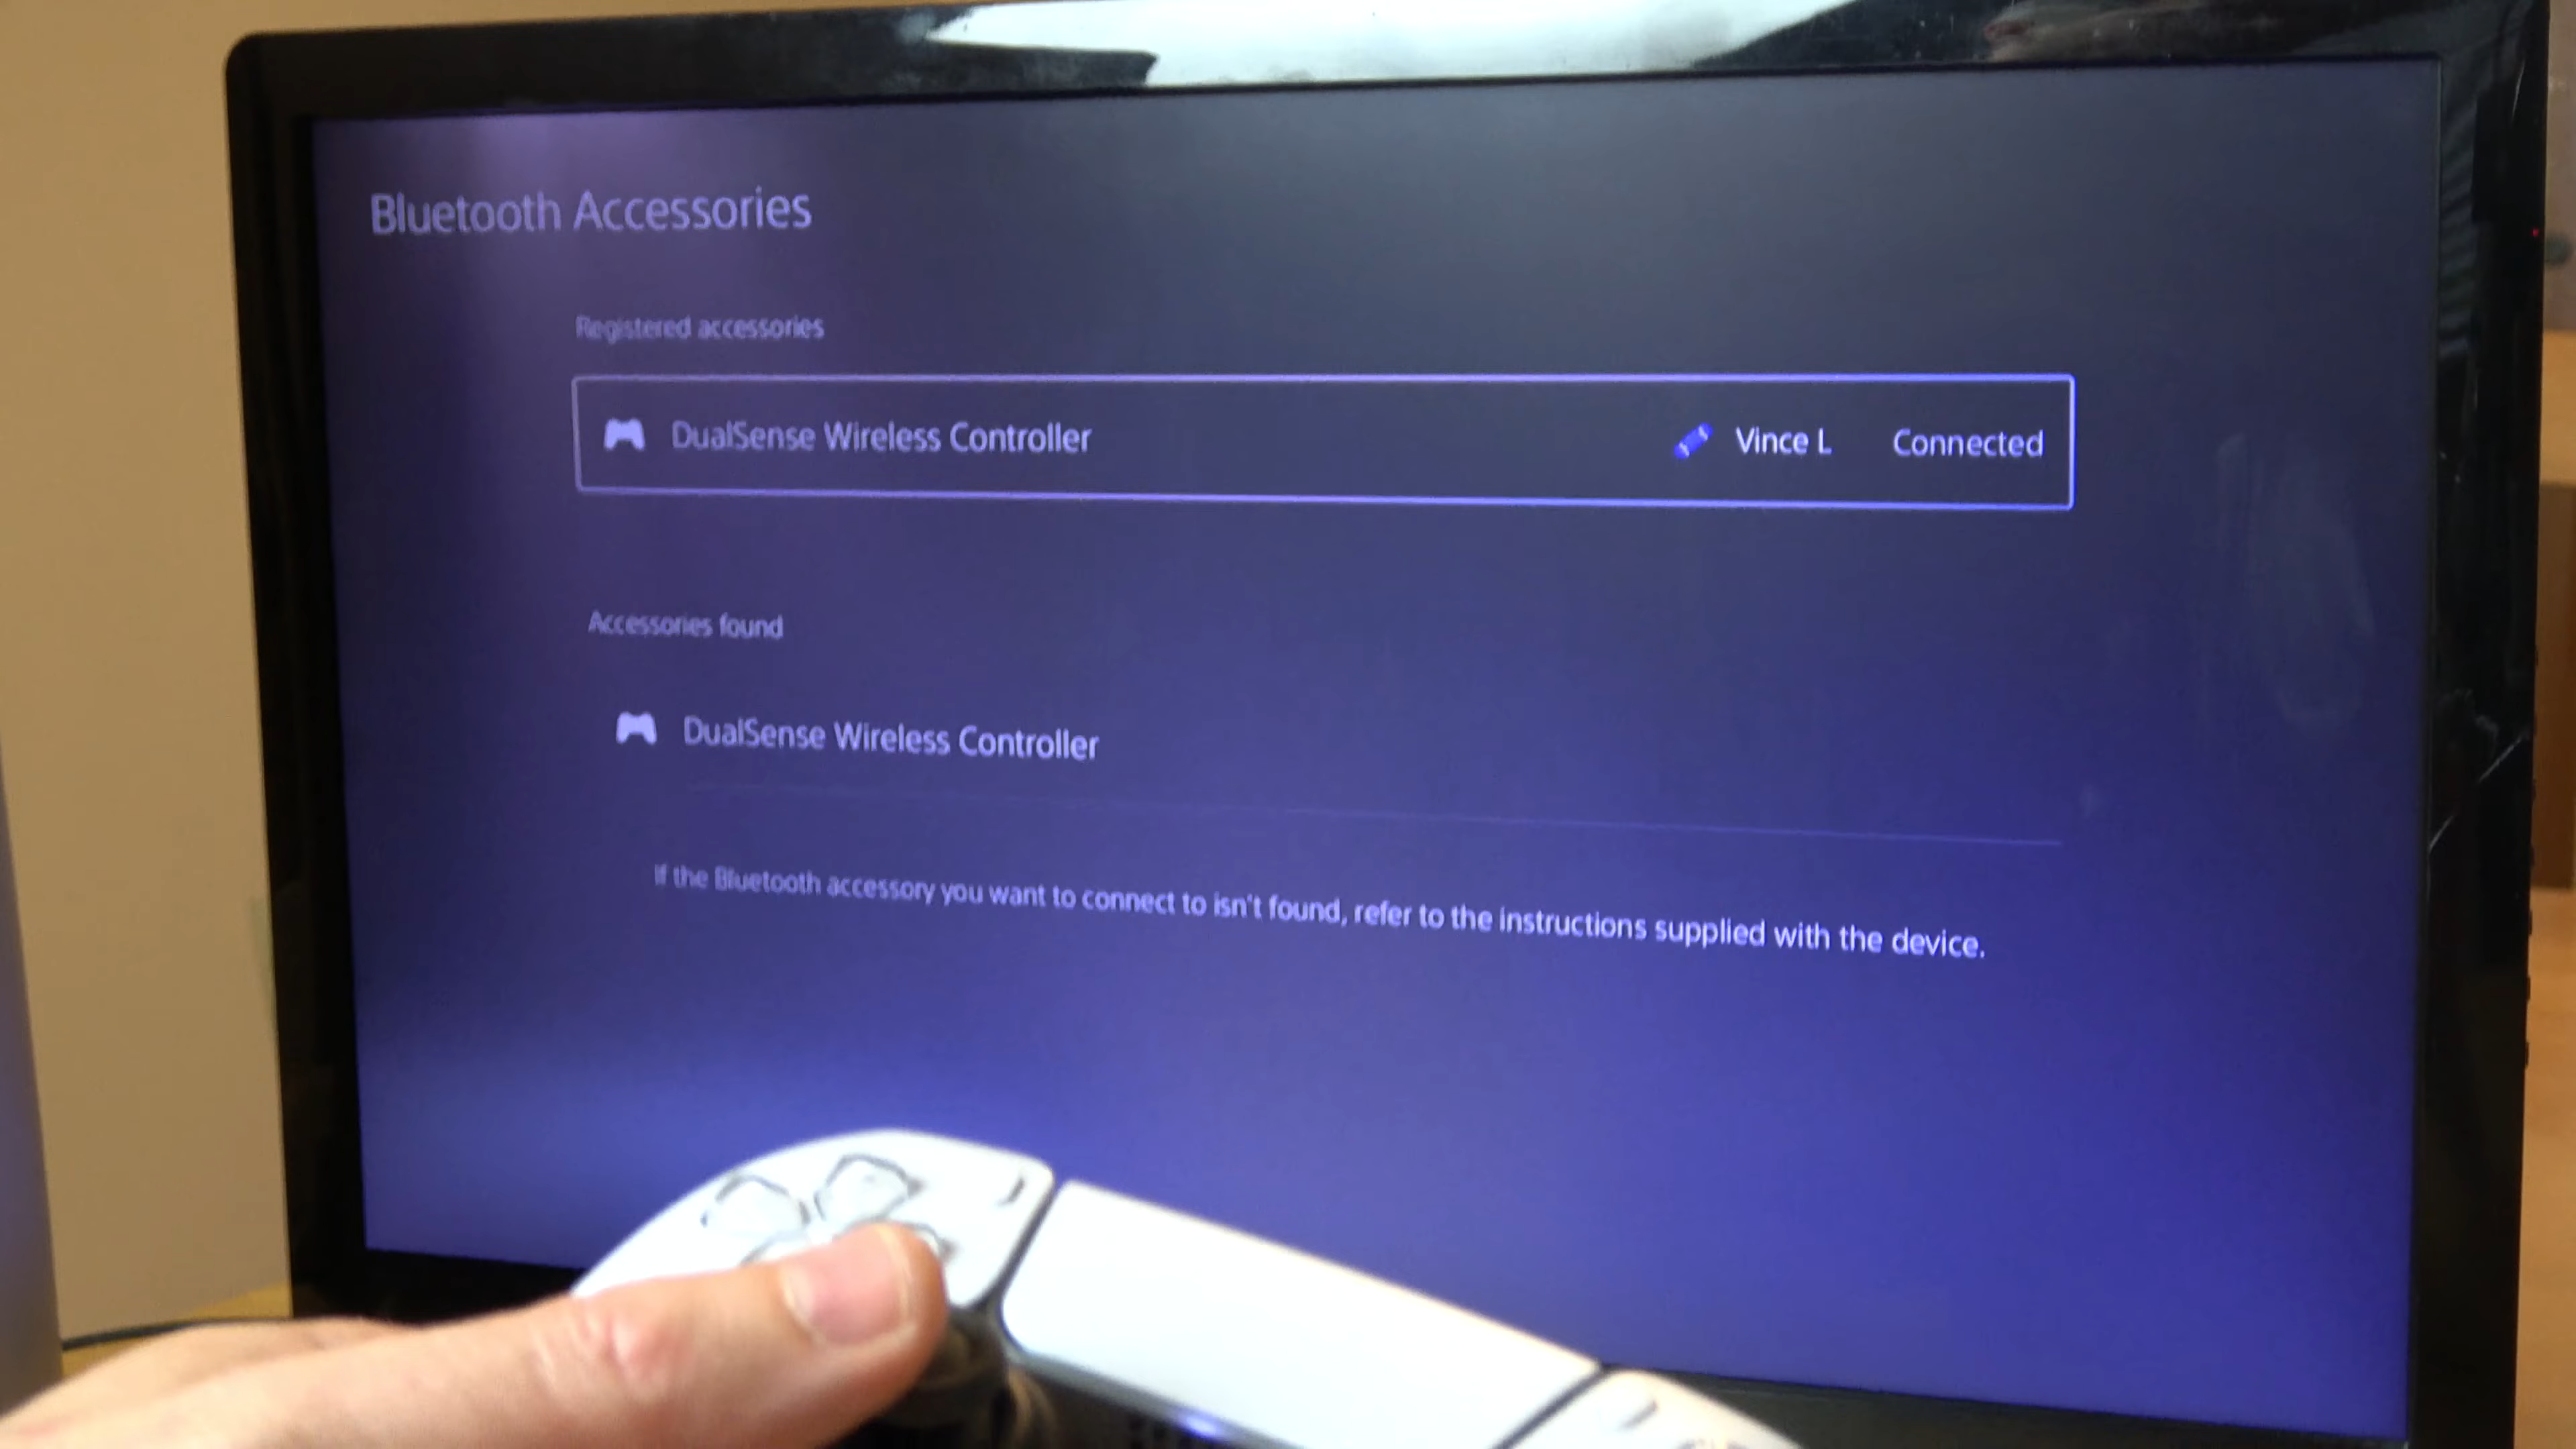 Bluetooth Accessories
Registered accessories
DualSense Wireless Controller Vince L Connected
Accessories found
DualSense Wireless Controller
If the Bluetooth accessory you want to connect to isn't found, refer to the instructions supplied with the device.